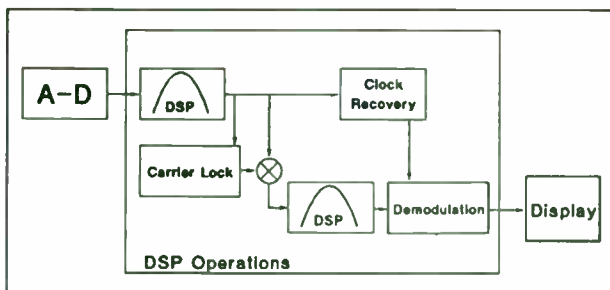 A-D
DSP
Clock
Recovery
Carrier Lock
DSP
Demodulation
Display
DSP Operations